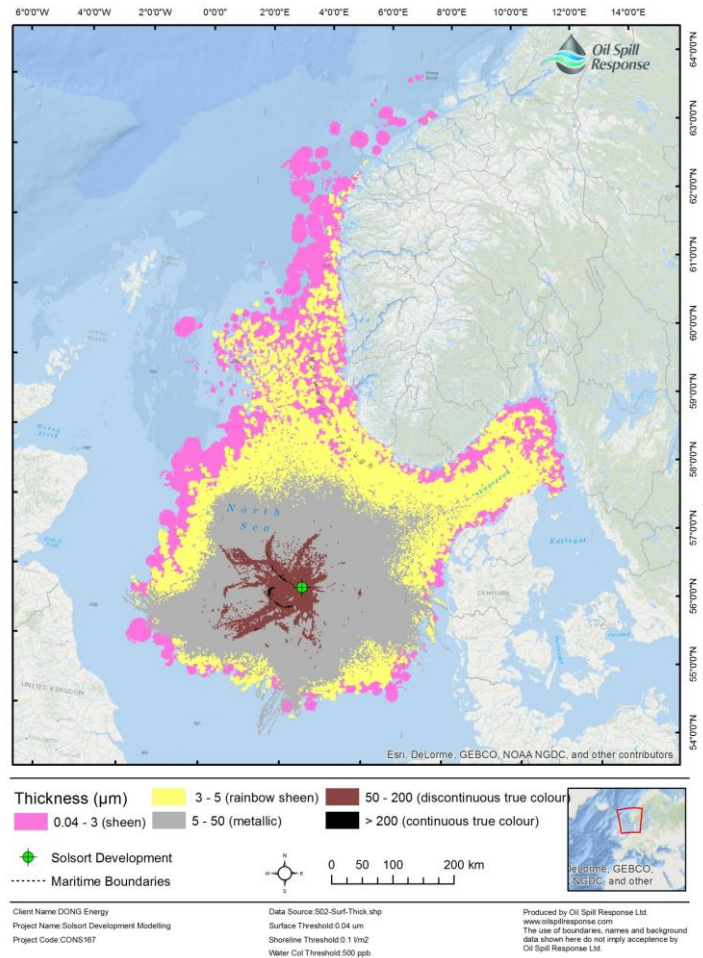 6°0'0"W 4°0'0"W 2°0'0"W 0°0'0" 2°0'0"E 4°0'0"E 6°0'0"E 8°0'0"E 10°0'0"E 12°0'0"E 14°0'0"E
Oil Spill
Response
64°0'0"N
63°0'0"N
62°0'0"N
61°0'0"N
60°0'0"N
59°0'0"N
58°0'0"N
57°0'0"N
56°0'0"N
55°0'0"N
54°0'0"N
Moray
Firth
Skagerrak
North
Sea
Kattegat
DENMARK
UNITED KINGDOM
Esri, DeLorme, GEBCO, NOAA NGDC, and other contributors
Thickness (µm)
0.04 - 3 (sheen)
3 - 5 (rainbow sheen)
5 - 50 (metallic)
50 - 200 (discontinuous true colour)
> 200 (continuous true colour)
Solsort Development
Maritime Boundaries
N
W E
S
0 50 100 200 km
DeLorme, GEBCO,
NGDC, and other
Client Name:DONG Energy
Project Name:Solsort Development Modelling
Project Code:CONS167
Data Source:S02-Surf-Thick.shp
Surface Threshold:0.04 um
Shoreline Threshold:0.1 l/m2
Water Col Threshold:500 ppb
Produced by Oil Spill Response Ltd.
www.oilspillresponse.com
The use of boundaries, names and background
data shown here do not imply acceptence by
Oil Spill Response Ltd.